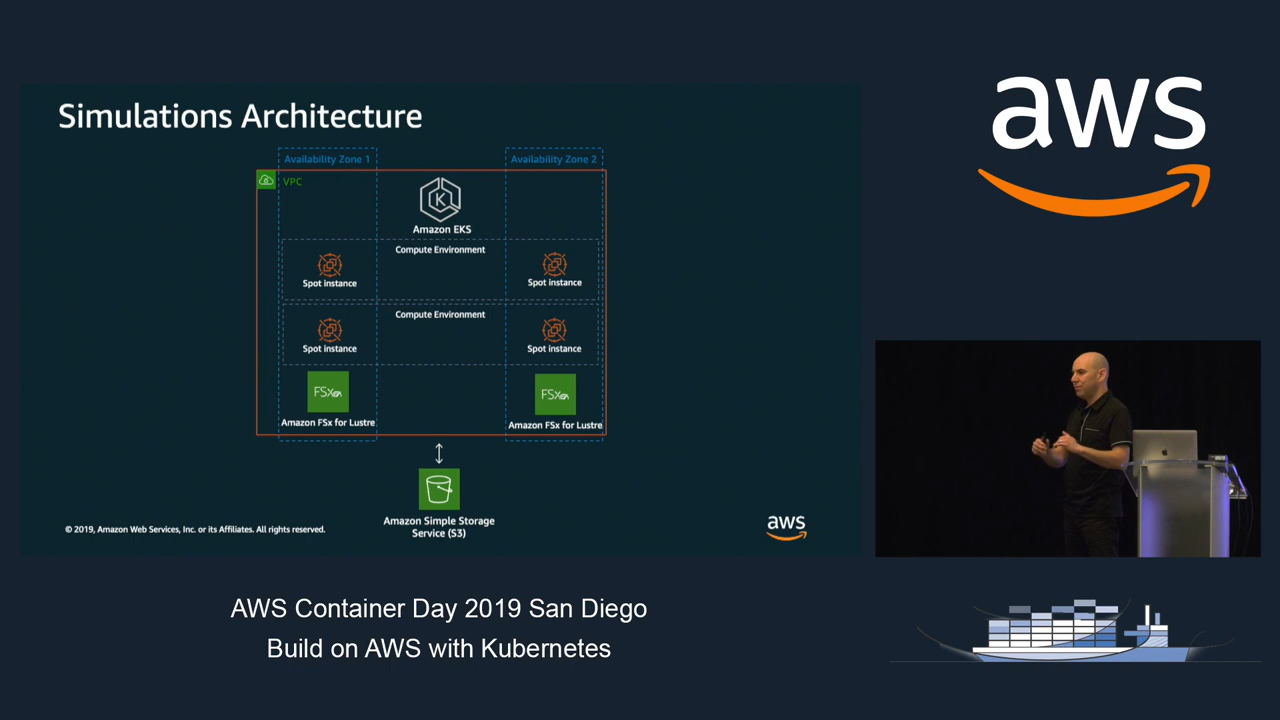 Simulations Architecture
Availability Zone 1
Availability Zone 2
VPC
Amazon EKS
Compute Environment
Spot instance
Spot instance
Compute Environment
Spot instance
Spot instance
FSx
FSx
Amazon FSx for Lustre
Amazon FSx for Lustre
Amazon Simple Storage
Service (S3)
© 2019, Amazon Web Services, Inc. or its Affiliates. All rights reserved.
aws
aws
AWS Container Day 2019 San Diego
Build on AWS with Kubernetes